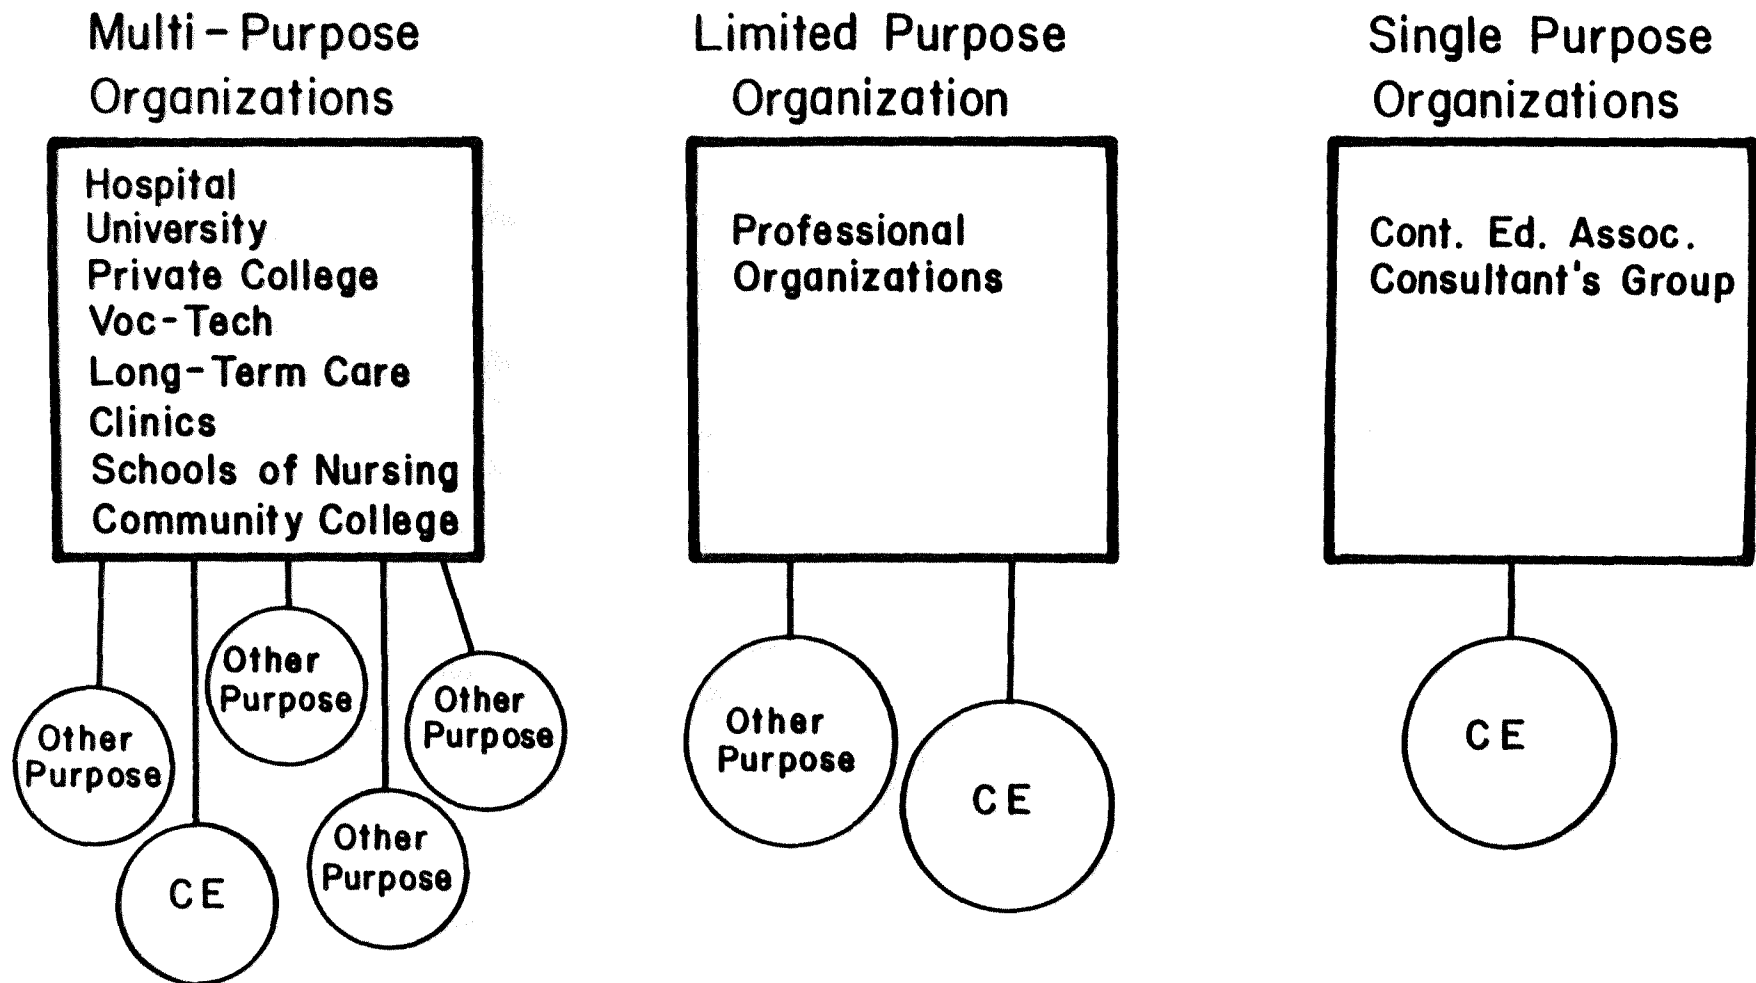 Multi-Purpose
Organizations
Hospital
University
Private College
Voc-Tech
Long-Term Care
Clinics
Schools of Nursing
Community College
Other
Purpose
CE
Other
Purpose
Other
Purpose
Other
Purpose
Limited Purpose
Organization
Professional
Organizations
Other
Purpose
CE
Single Purpose
Organizations
Cont. Ed. Assoc.
Consultant's Group
CE